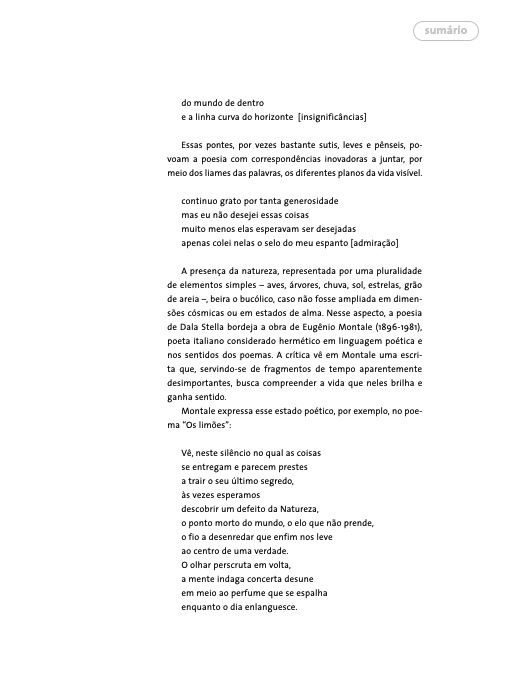 sumário
do mundo de dentro
e a linha curva do horizonte [insignificâncias]
Essas pontes, por vezes bastante sutis, leves e pênseis, po-
voam a poesia com correspondências inovadoras a juntar, por
meio dos liames das palavras, os diferentes planos da vida visível.
continuo grato por tanta generosidade
mas eu não desejei essas coisas
muito menos elas esperavam ser desejadas
apenas colei nelas o selo do meu espanto [admiração]
A presença da natureza, representada por uma pluralidade
de elementos simples – aves, árvores, chuva, sol, estrelas, grão
de areia –, beira o bucólico, caso não fosse ampliada em dimen-
sões cósmicas ou em estados de alma. Nesse aspecto, a poesia
de Dala Stella bordeja a obra de Eugênio Montale (1896-1981),
poeta italiano considerado hermético em linguagem poética e
nos sentidos dos poemas. A crítica vê em Montale uma escri-
ta que, servindo-se de fragmentos de tempo aparentemente
desimportantes, busca compreender a vida que neles brilha e
ganha sentido.
Montale expressa esse estado poético, por exemplo, no poe-
ma “Os limões”:
Vê, neste silêncio no qual as coisas
se entregam e parecem prestes
a trair o seu último segredo,
às vezes esperamos
descobrir um defeito da Natureza,
o ponto morto do mundo, o elo que não prende,
o fio a desenredar que enfim nos leve
ao centro de uma verdade.
O olhar perscruta em volta,
a mente indaga concerta desune
em meio ao perfume que se espalha
enquanto o dia enlanguesce.